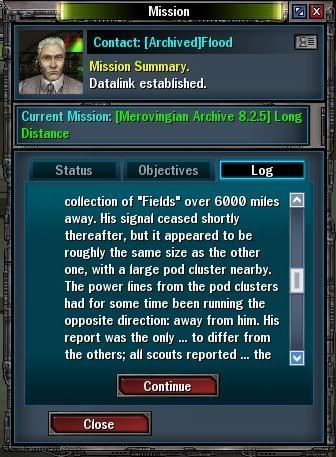 Mission
Contact: [Archived]Flood
Mission Summary.
Datalink established.
Current Mission: [Merovingian Archive 8.2.5] Long
Distance
Status
Objectives
Log
collection of "Fields" over 6000 miles
away. His signal ceased shortly
thereafter, but it appeared to be
roughly the same size as the other
one, with a large pod cluster nearby.
The power lines from the pod clusters
had for some time been running the
opposite direction: away from him. His
report was the only ... to differ from
the others; all scouts reported ... the
Continue
Close